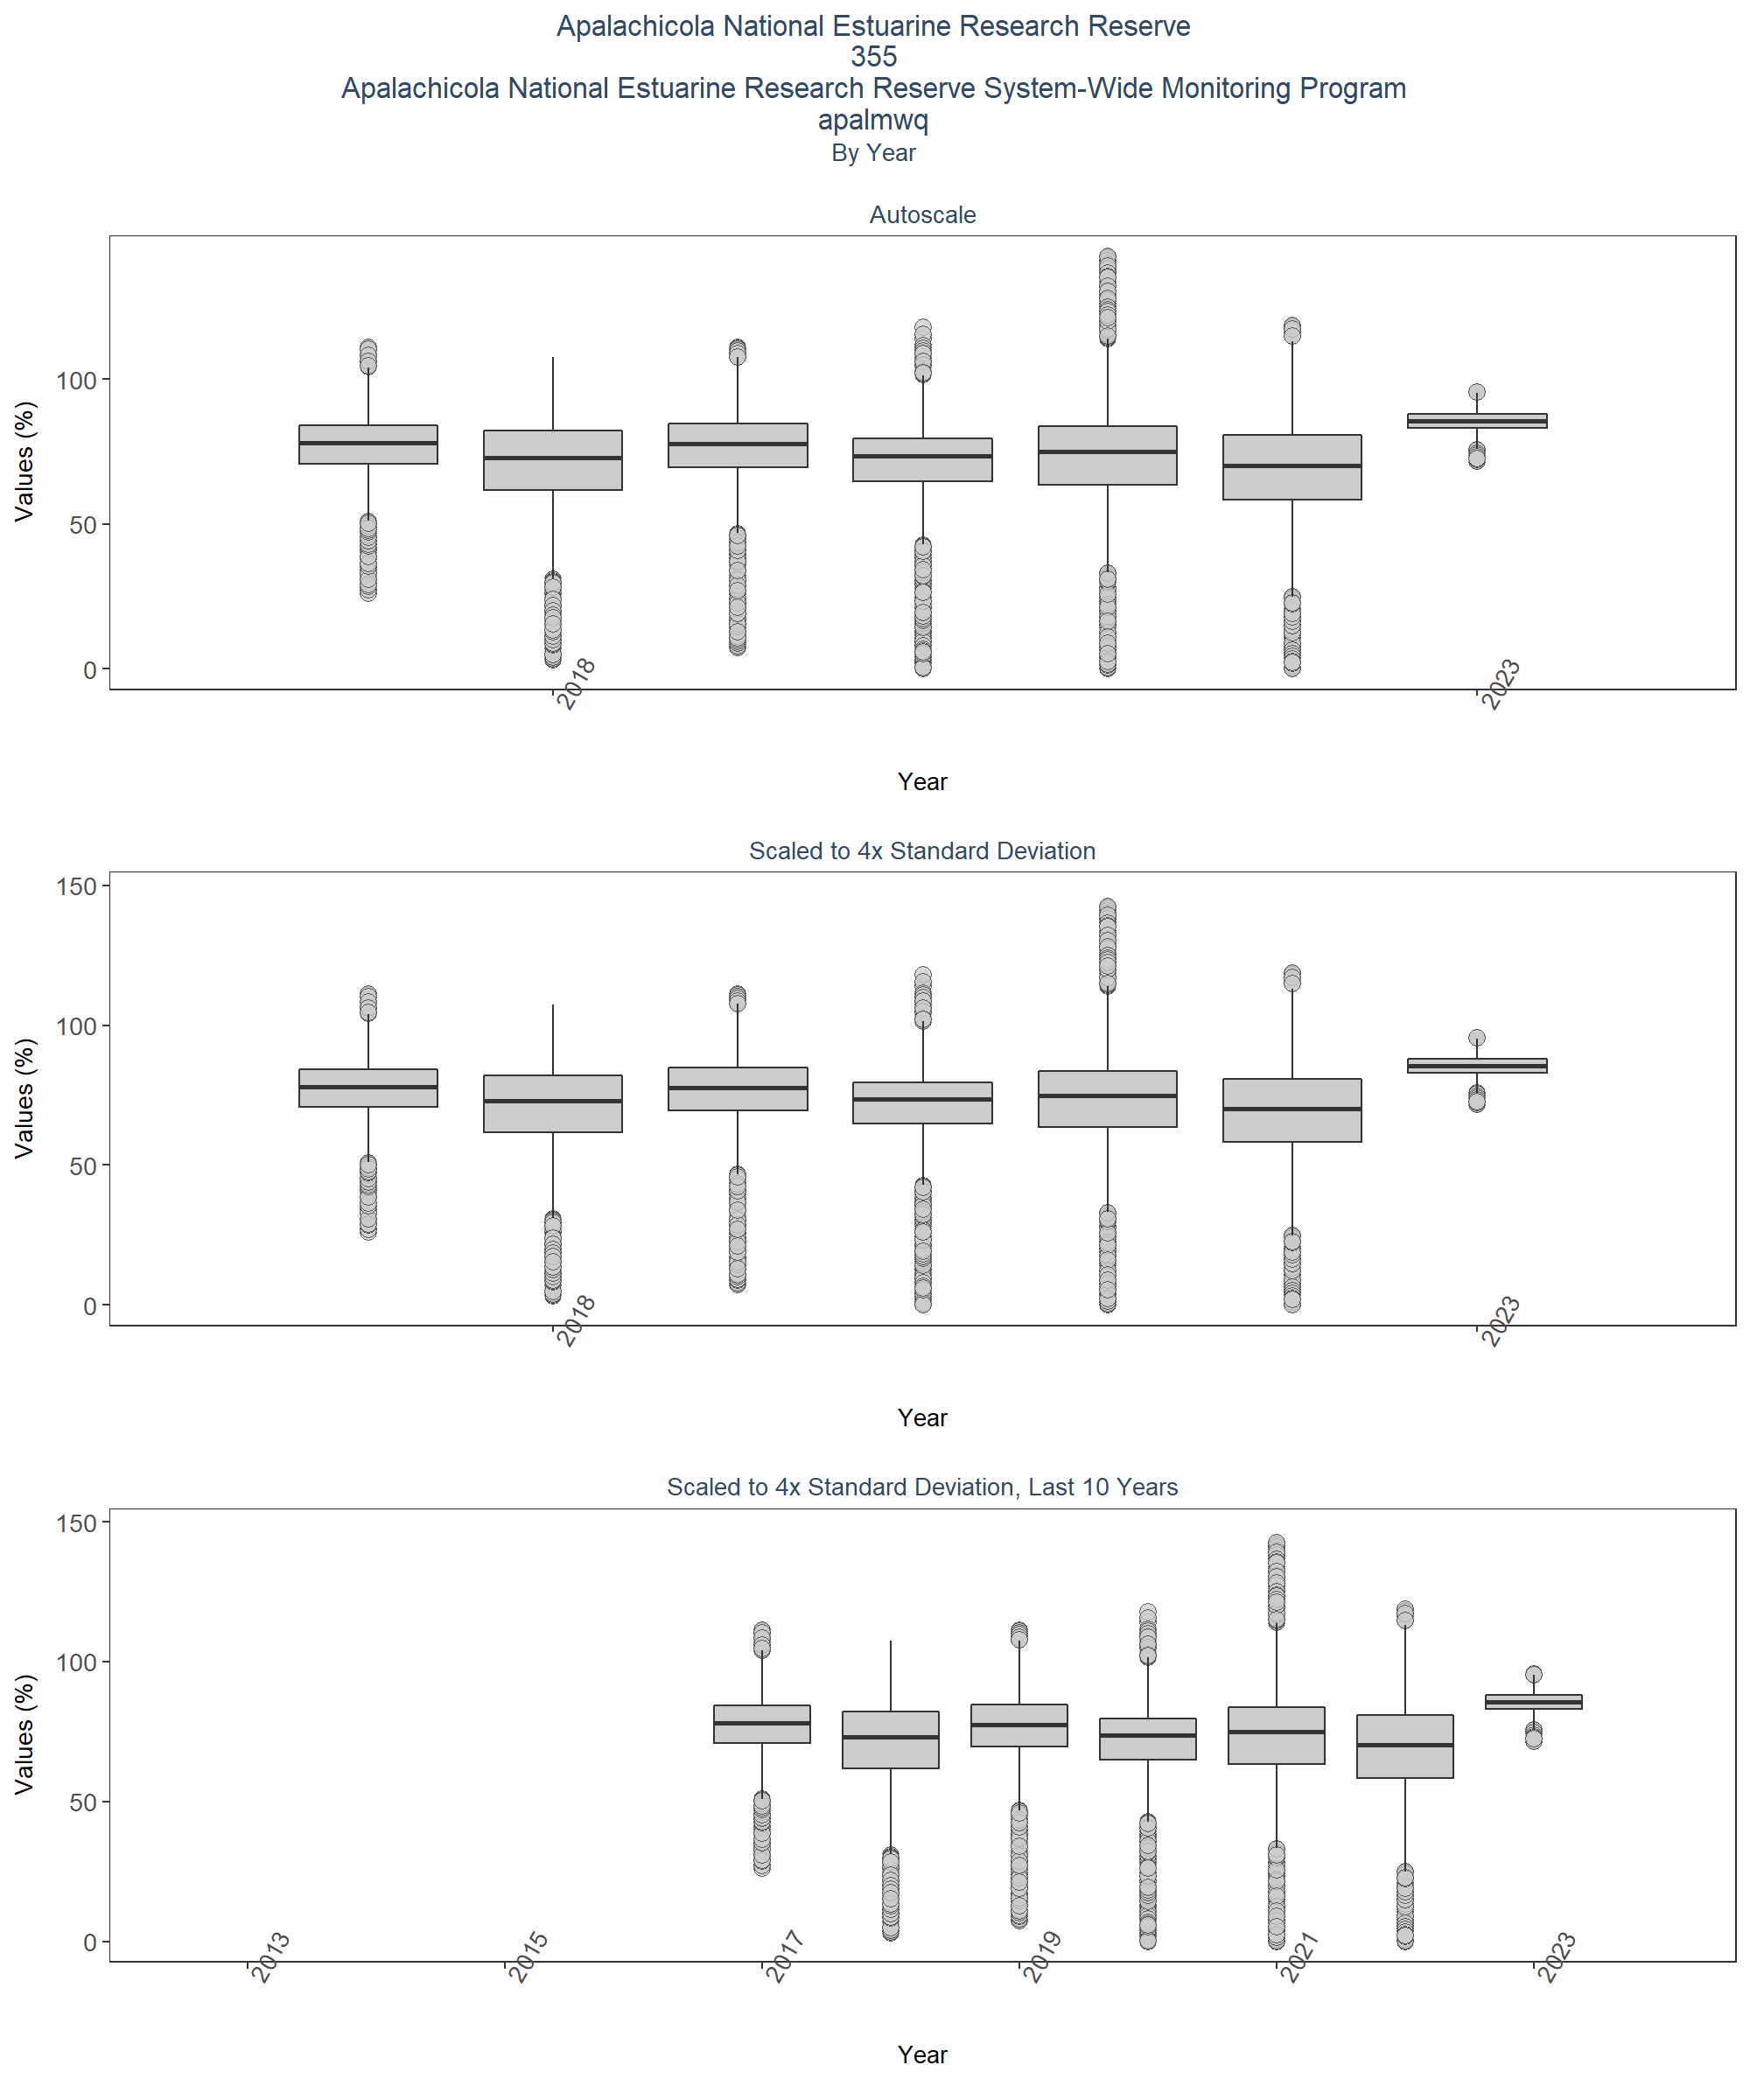 Apalachicola National Estuarine Research Reserve
355
Apalachicola National Estuarine Research Reserve System-Wide Monitoring Program
apalmwq
By Year
Autoscale
Values (%)
100
50
0
2018
2023
Year
Scaled to 4x Standard Deviation
Values (%)
150
100
50
0
2018
2023
Year
Scaled to 4x Standard Deviation, Last 10 Years
Values (%)
150
100
50
0
2013
2015
2017
2019
2021
2023
Year